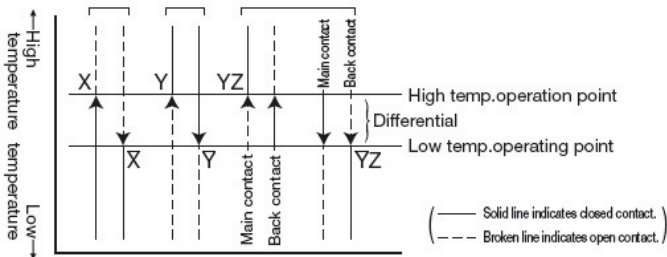 High temperature
Low temperature
X
Y
YZ
Main contact
Back contact
High temp.operation point
Differential
Low temp.operating point
X̅
Y̅
Y̅Z
Main contact
Back contact
Solid line indicates closed contact.
Broken line indicates open contact.